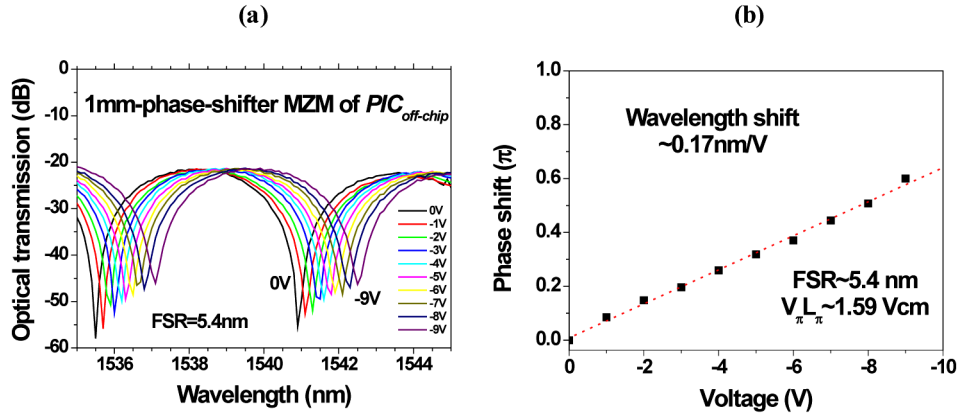 (a)
(b)
Optical transmission (dB)
0
-10
-20
-30
-40
-50
-60
1mm-phase-shifter MZM of PIC_off-chip
0V
-1V
-2V
-3V
-4V
-5V
-6V
-7V
-8V
-9V
0V
-9V
FSR=5.4nm
1536 1538 1540 1542 1544
Wavelength (nm)
Phase shift (π)
1.0
0.8
0.6
0.4
0.2
0.0
Wavelength shift
~0.17nm/V
FSR~5.4 nm
VπLπ~1.59 Vcm
0 -2 -4 -6 -8 -10
Voltage (V)